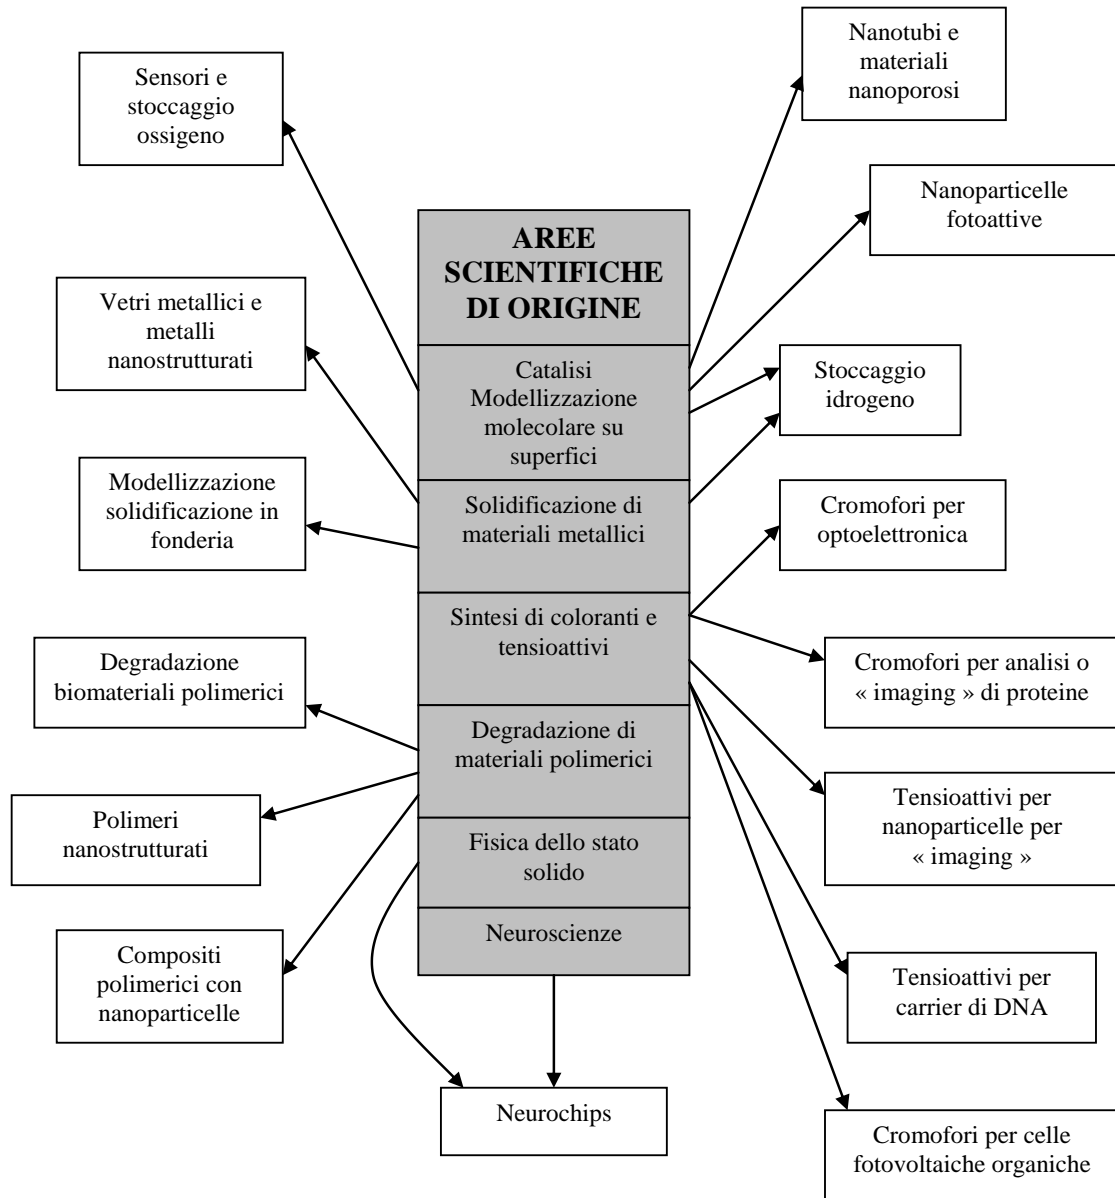 Nanotubi e
materiali
nanoporosi
Sensori e
stoccaggio
ossigeno
Nanoparticelle
fotoattive
AREE
SCIENTIFICHE
DI ORIGINE
Vetri metallici e
metalli
nanostrutturati
Catalisi
Modellizzazione
molecolare su
superfici
Stoccaggio
idrogeno
Modellizzazione
solidificazione in
fonderia
Solidificazione di
materiali metallici
Cromofori per
optoelettronica
Sintesi di coloranti e
tensioattivi
Degradazione
biomateriali polimerici
Cromofori per analisi o
« imaging » di proteine
Degradazione di
materiali polimerici
Polimeri
nanostrutturati
Tensioattivi per
nanoparticelle per
« imaging »
Fisica dello stato
solido
Neuroscienze
Compositi
polimerici con
nanoparticelle
Tensioattivi per
carrier di DNA
Neurochips
Cromofori per celle
fotovoltaiche organiche